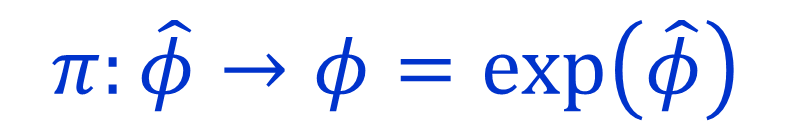 π: ϕ̂ → ϕ = exp(ϕ̂)